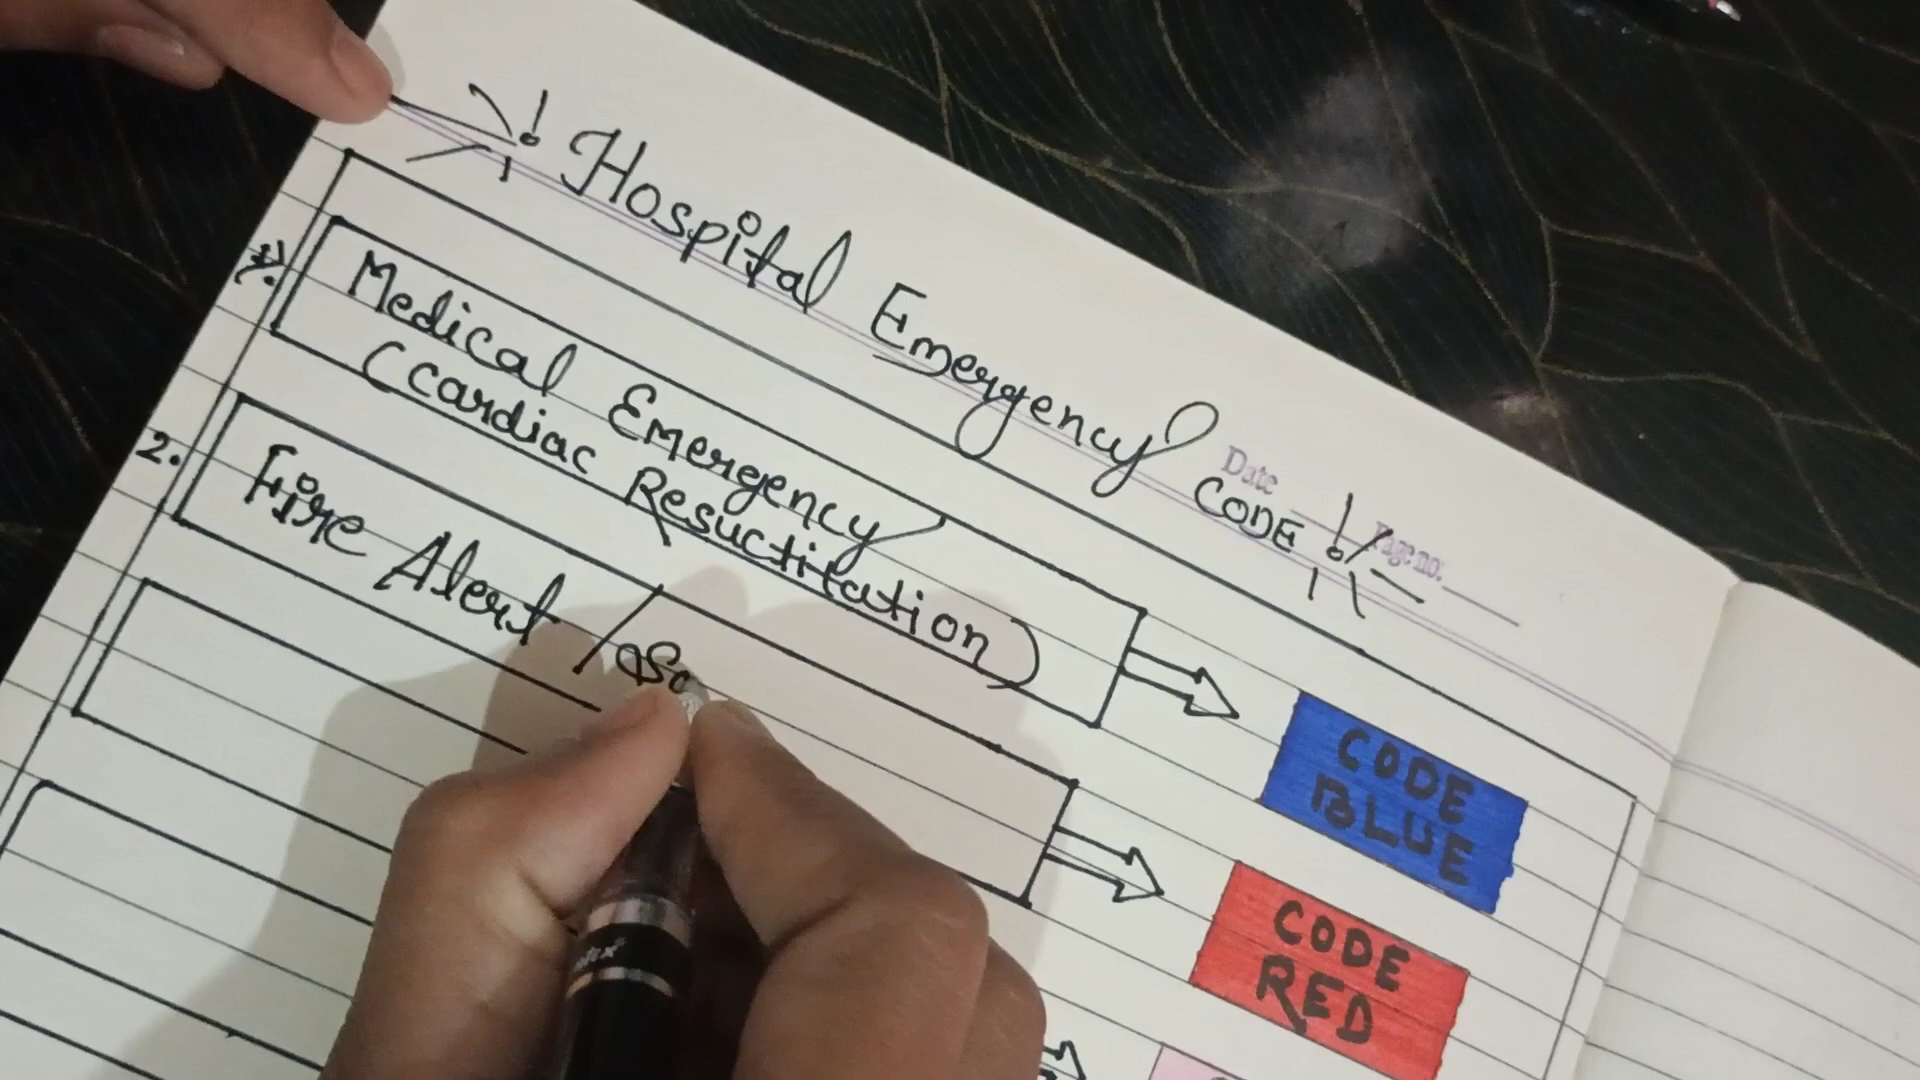 ! Hospital Emergency CODE !
Date
Page no.
1.
Medical Emergency /
(Cardiac Resuctitation)
CODE
BLUE
2.
Fire Alert /
CODE
RED